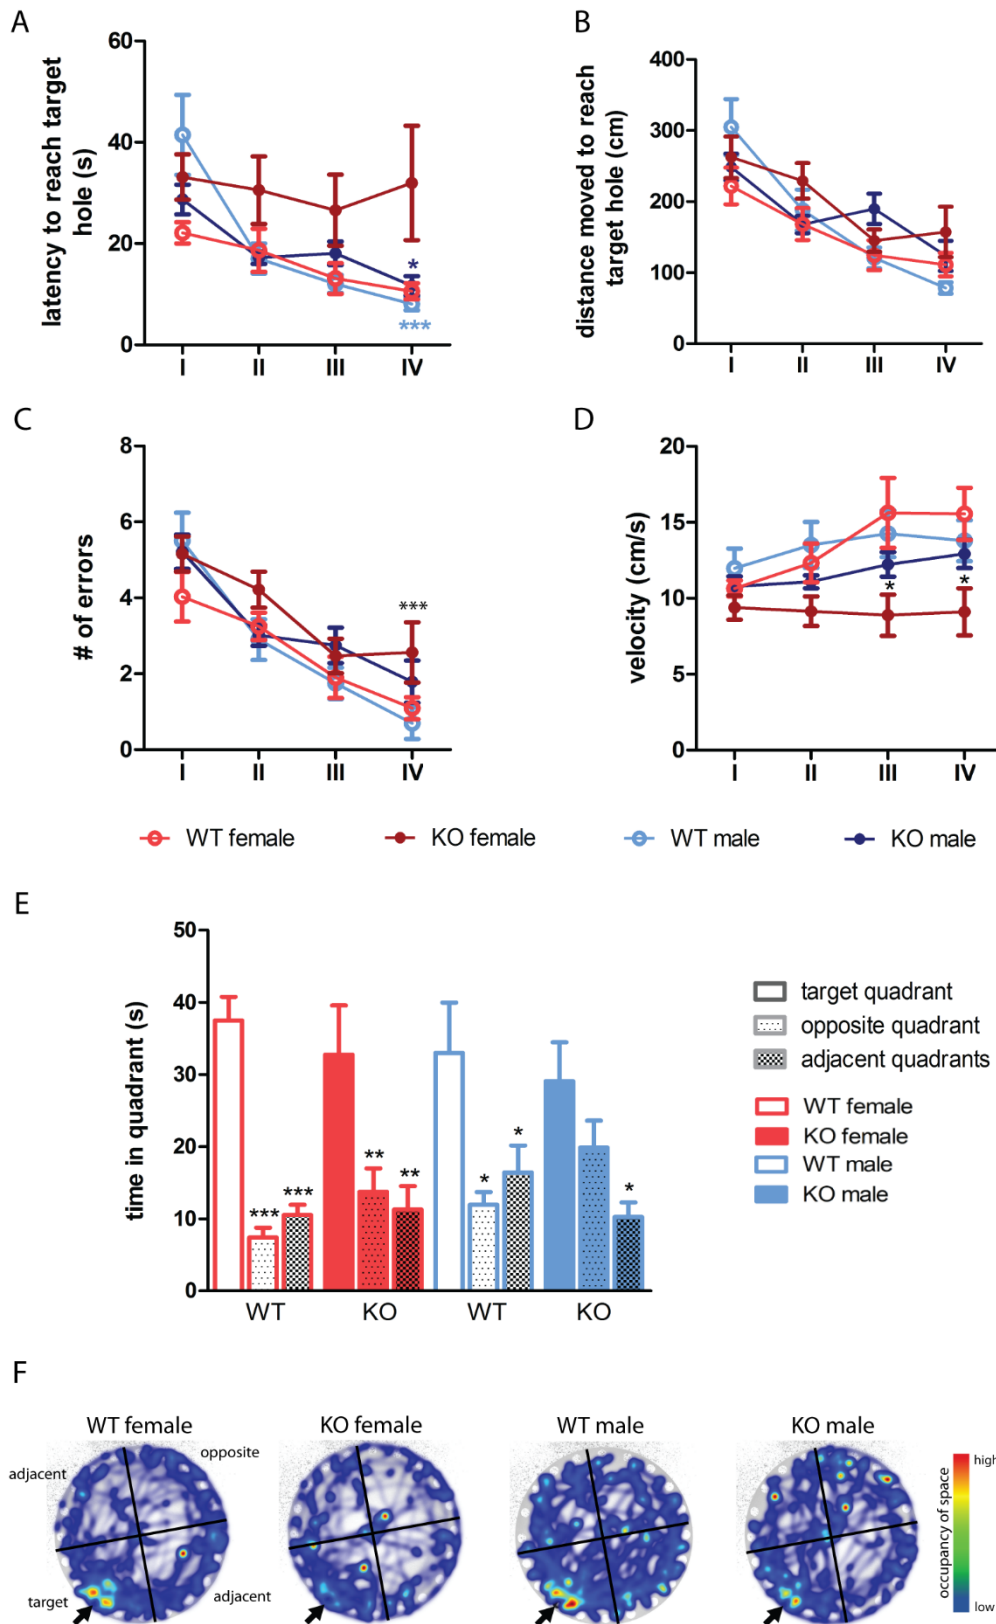 A
latency to reach target
hole (s)
60
40
20
0
*
***
I II III IV
B
distance moved to reach
target hole (cm)
400
300
200
100
0
I II III IV
C
# of errors
8
6
4
2
0
***
I II III IV
D
velocity (cm/s)
20
15
10
5
0
* *
I II III IV
WT female KO female WT male KO male
E
time in quadrant (s)
50
40
30
20
10
0
*** *** ** ** * * *
WT KO WT KO
target quadrant
opposite quadrant
adjacent quadrants
WT female
KO female
WT male
KO male
F
WT female KO female WT male KO male
adjacent
opposite
target
adjacent
occupancy of space
high
low